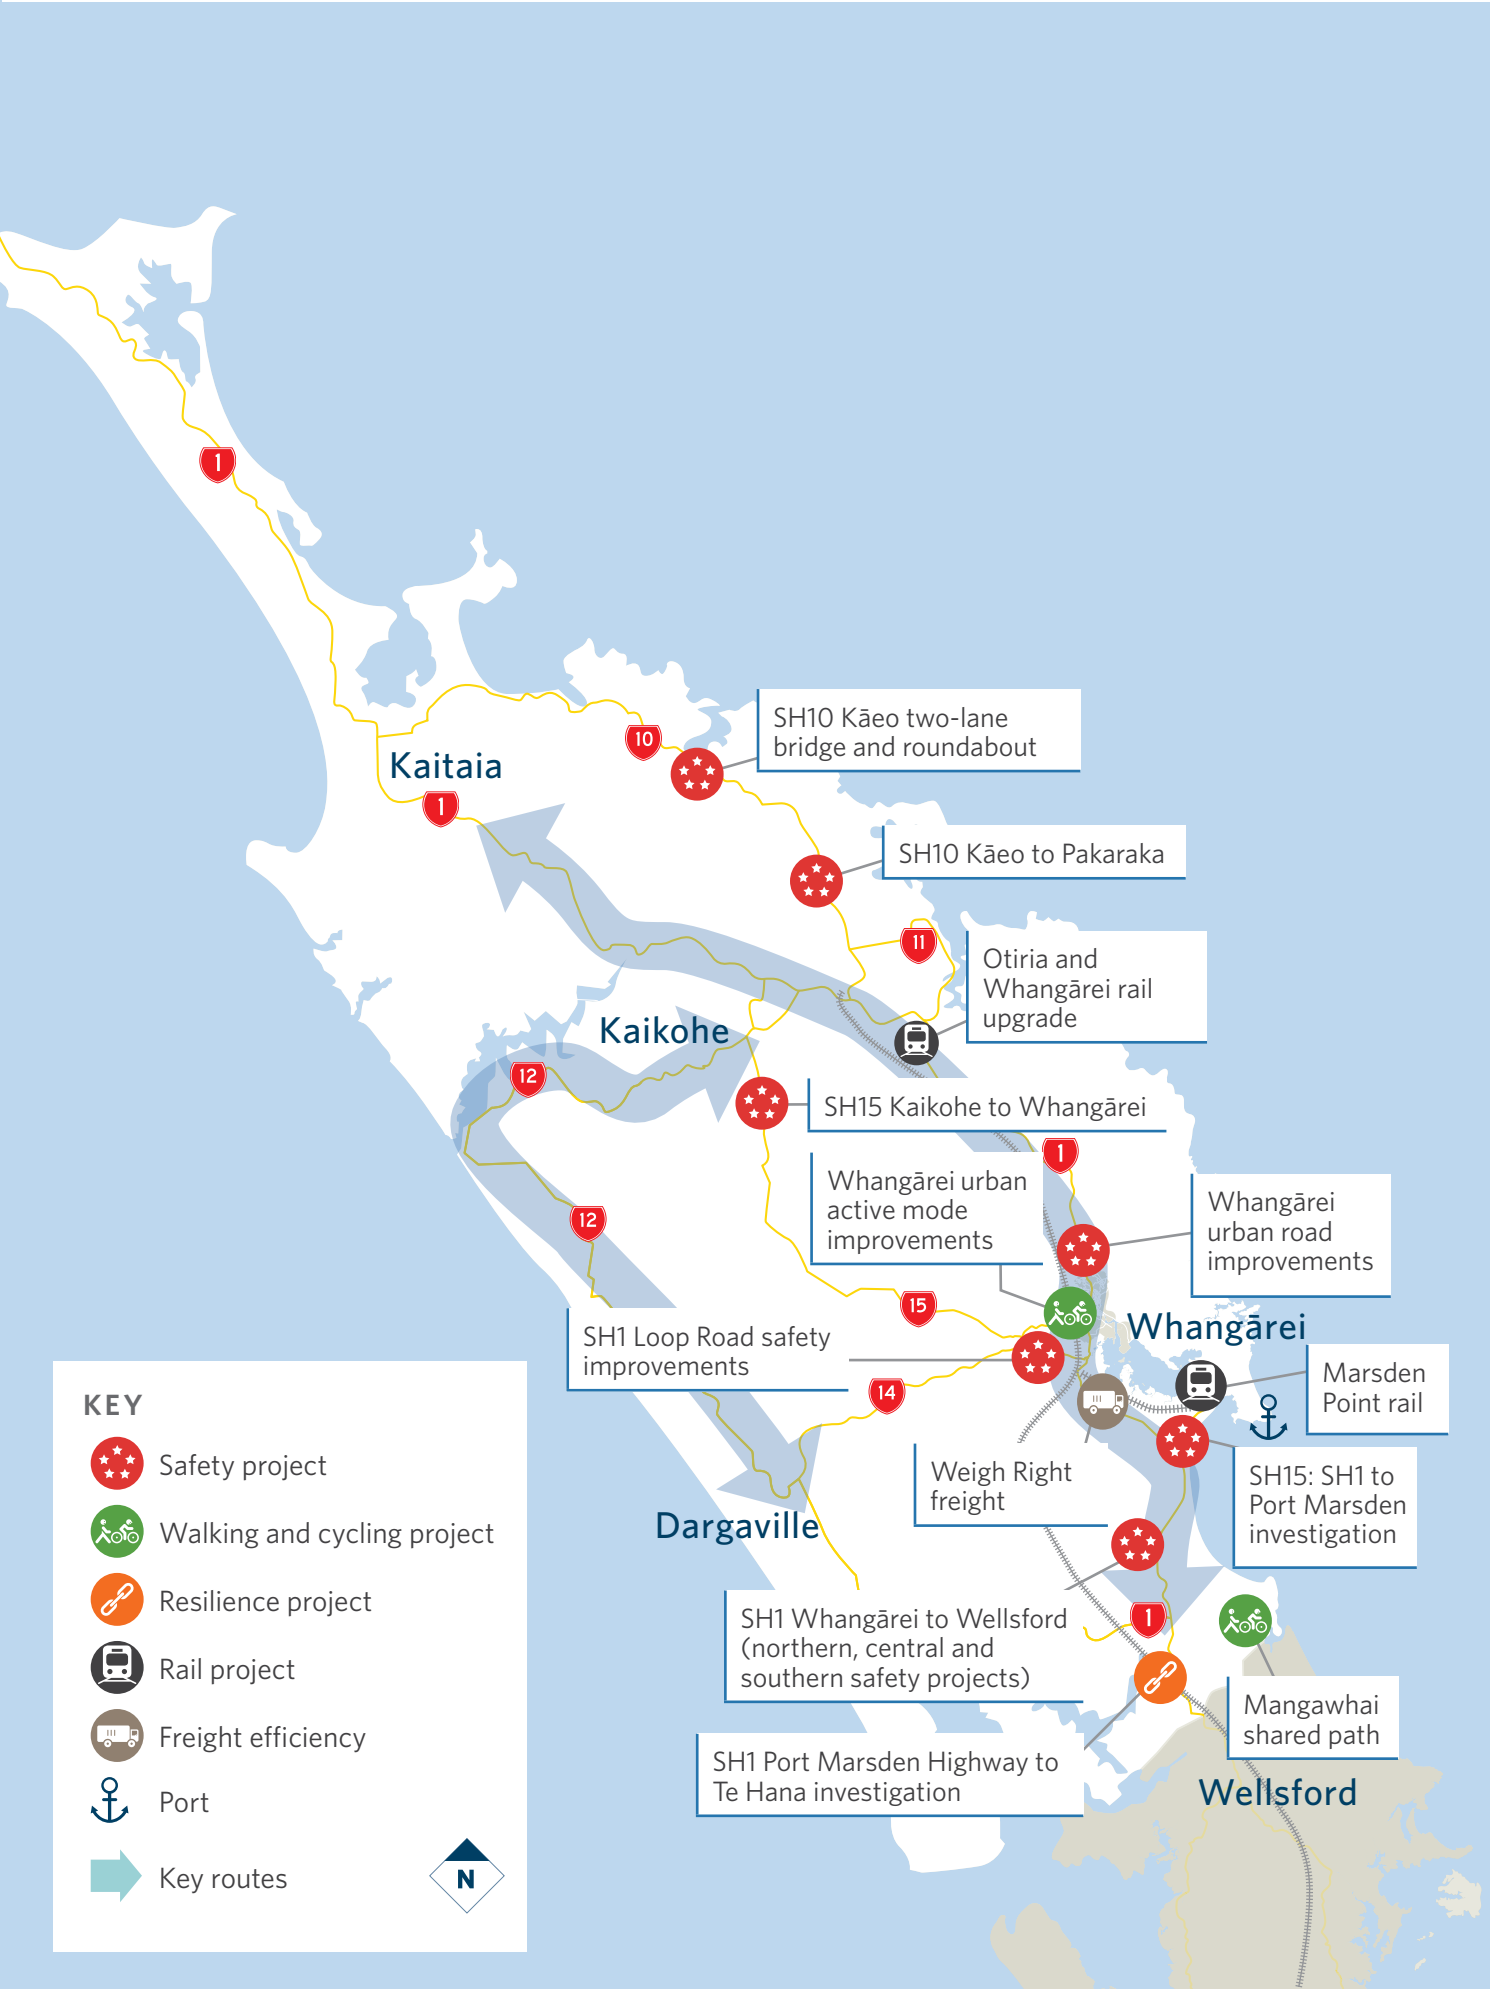 1
10
SH10 Kāeo two-lane
bridge and roundabout
Kaitaia
1
SH10 Kāeo to Pakaraka
11
Otiria and
Whangārei rail
upgrade
Kaikohe
12
SH15 Kaikohe to Whangārei
1
Whangārei urban
active mode
improvements
Whangārei
urban road
improvements
12
15
Whangārei
SH1 Loop Road safety
improvements
14
Marsden
Point rail
Weigh Right
freight
SH15: SH1 to
Port Marsden
investigation
Dargaville
SH1 Whangārei to Wellsford
(northern, central and
southern safety projects)
1
Mangawhai
shared path
SH1 Port Marsden Highway to
Te Hana investigation
Wellsford
KEY
Safety project
Walking and cycling project
Resilience project
Rail project
Freight efficiency
Port
Key routes
N